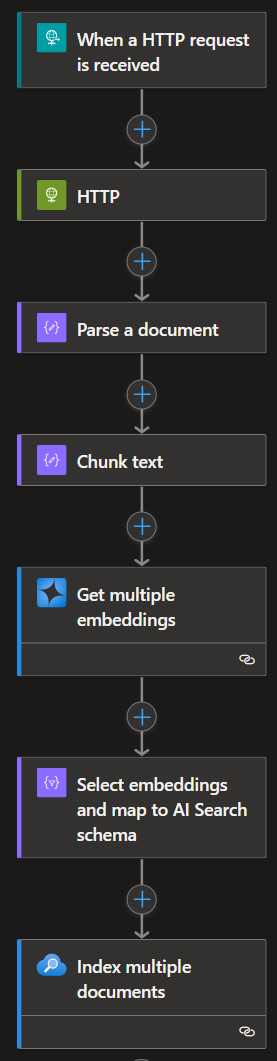 When a HTTP request
is received
HTTP
Parse a document
Chunk text
Get multiple
embeddings
Select embeddings
and map to AI Search
schema
Index multiple
documents